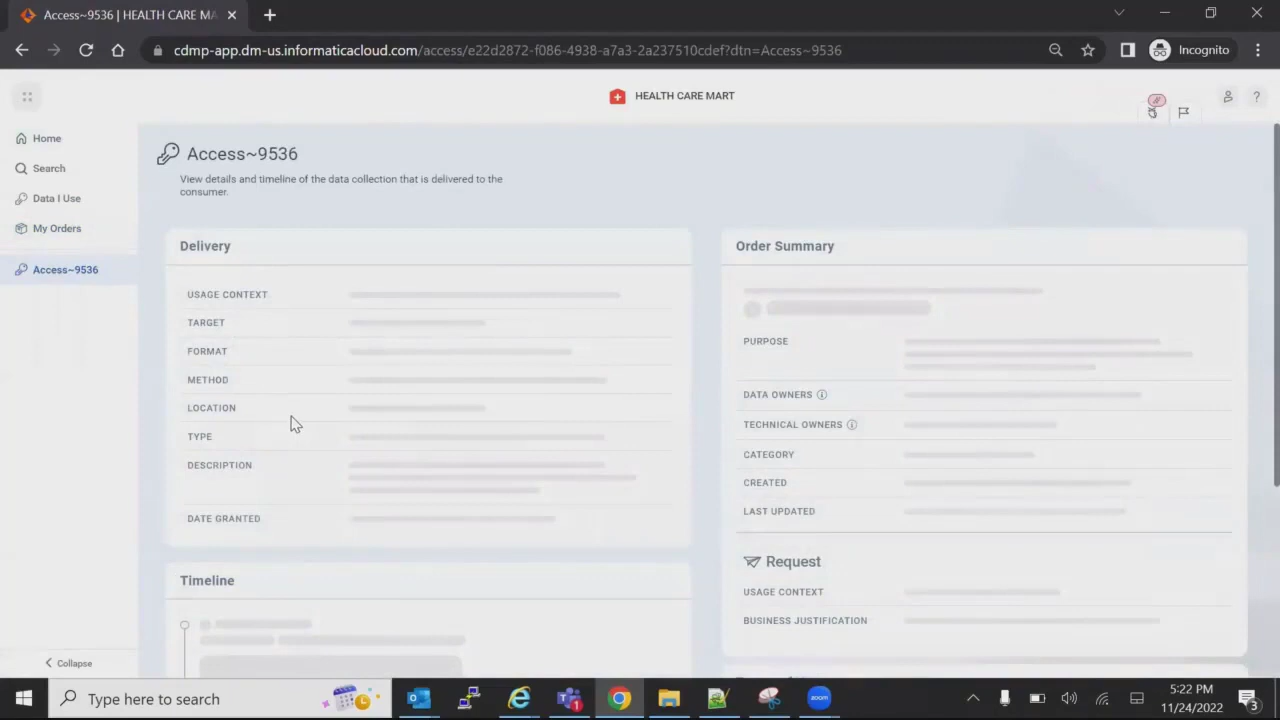 Access~9536 | HEALTH CARE MA
cdmp-app.dm-us.informaticacloud.com/access/e22d2872-f086-4938-a7a3-2a237510cdef?dtn=Access~9536
Incognito
HEALTH CARE MART
?
Home
Search
Data I Use
My Orders
Access~9536
Collapse
Access~9536
View details and timeline of the data collection that is delivered to the
consumer.
Delivery
USAGE CONTEXT
TARGET
FORMAT
METHOD
LOCATION
TYPE
DESCRIPTION
DATE GRANTED
Timeline
Order Summary
PURPOSE
DATA OWNERS
TECHNICAL OWNERS
CATEGORY
CREATED
LAST UPDATED
Request
USAGE CONTEXT
BUSINESS JUSTIFICATION
Type here to search
1
zoom
5:22 PM
11/24/2022
3